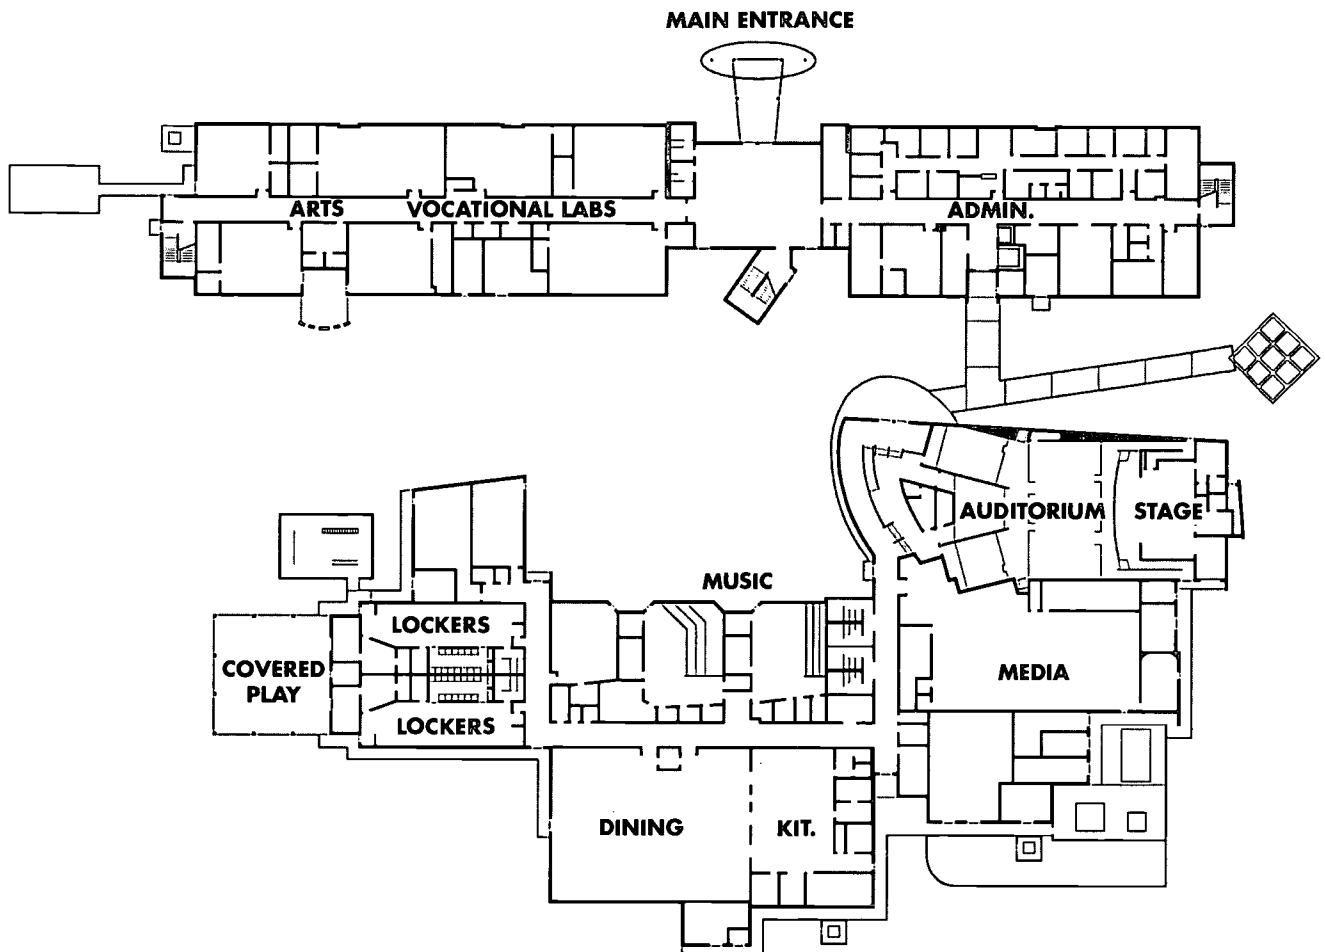 MAIN ENTRANCE
ARTS
VOCATIONAL LABS
ADMIN.
AUDITORIUM
STAGE
MUSIC
LOCKERS
COVERED
PLAY
MEDIA
LOCKERS
DINING
KIT.